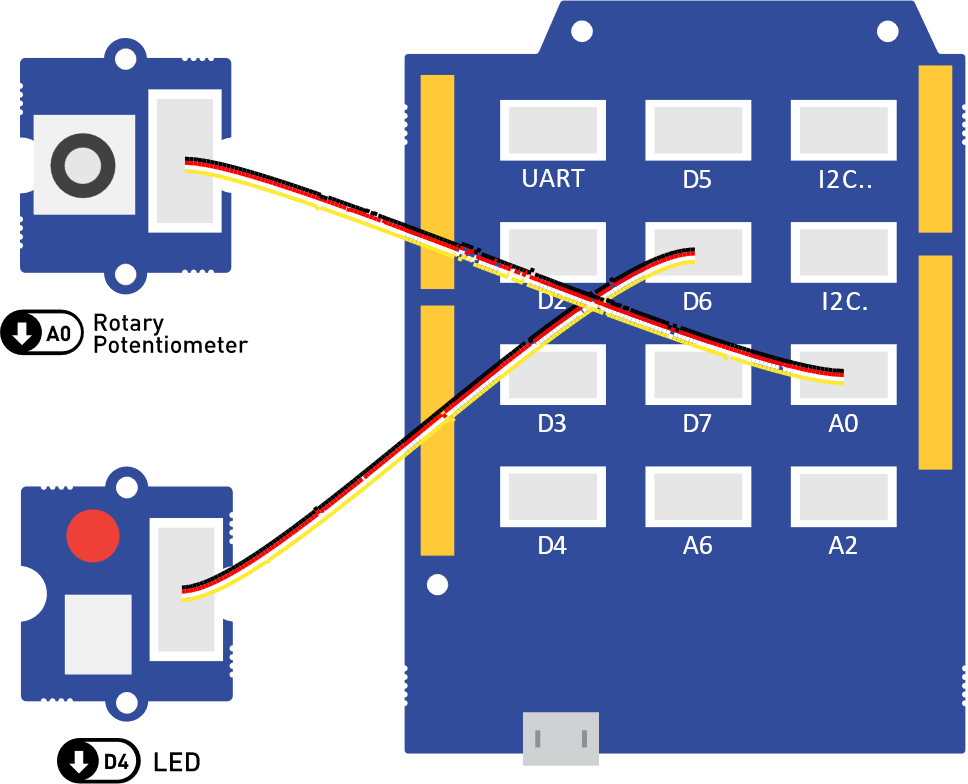 UART
D5
I2C..
D2
D6
I2C.
A0
Rotary
Potentiometer
D3
D7
A0
D4
A6
A2
D4
LED